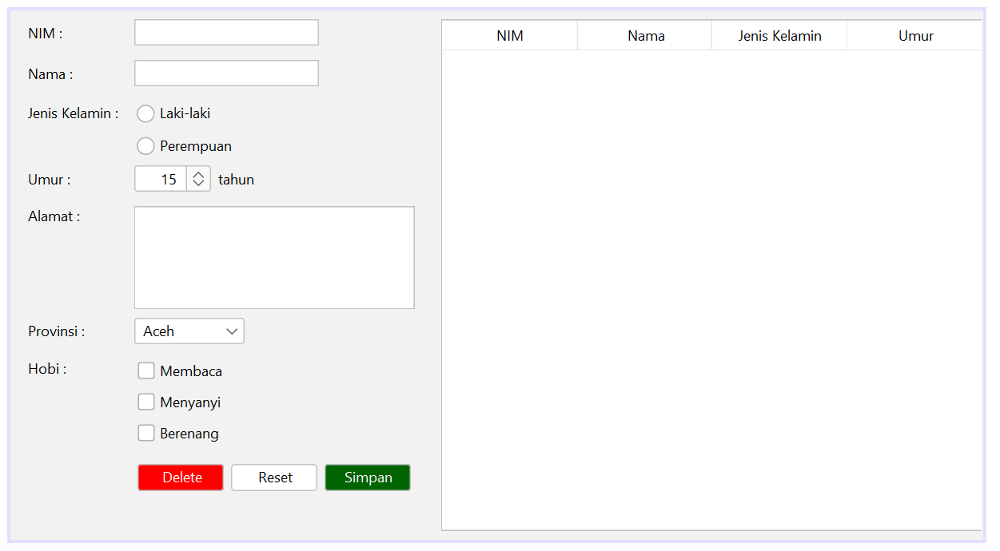 NIM :
Nama :
Jenis Kelamin : Laki-laki
Perempuan
Umur : 15 tahun
Alamat :
Provinsi : Aceh
Hobi : Membaca
Menyanyi
Berenang
Delete Reset Simpan
NIM Nama Jenis Kelamin Umur